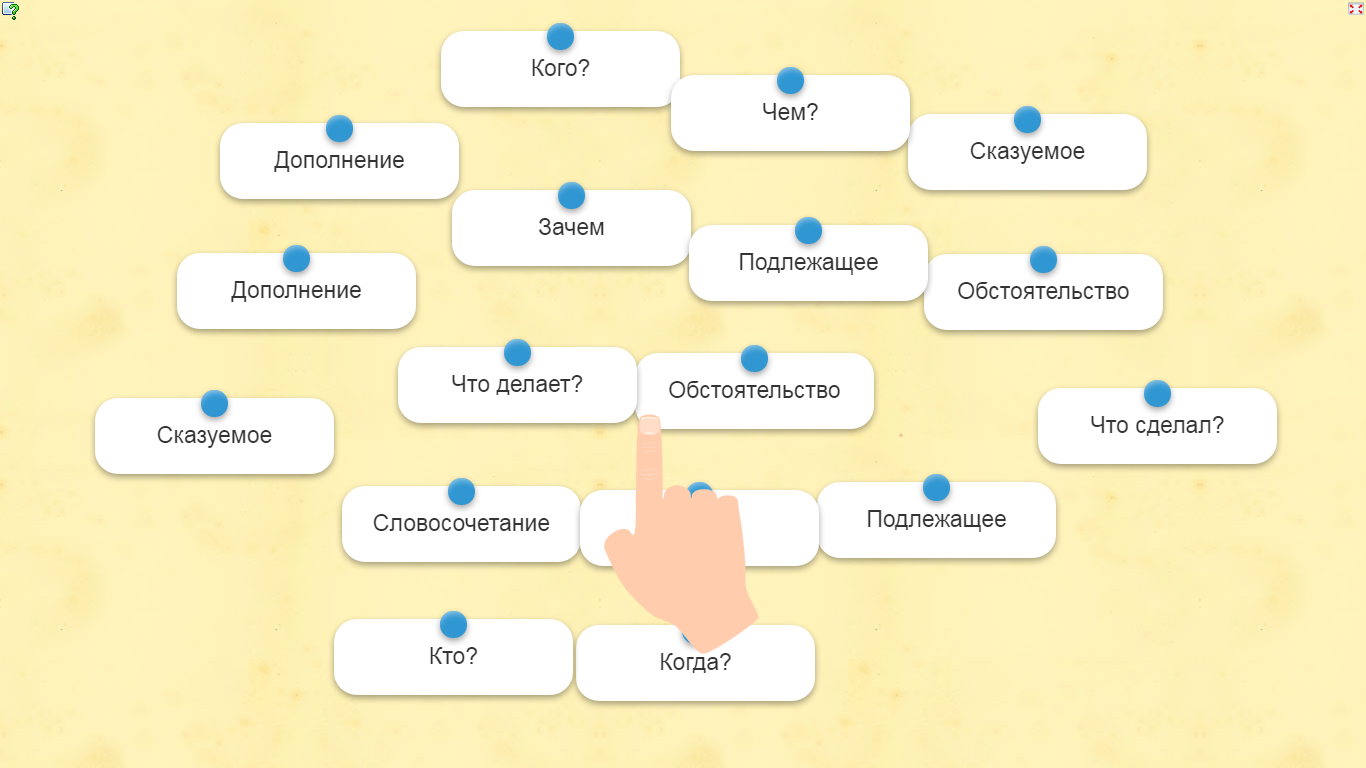 Кого?
Чем?
Сказуемое
Дополнение
Зачем
Подлежащее
Дополнение
Обстоятельство
Что делает?
Обстоятельство
Что сделал?
Сказуемое
Словосочетание
Подлежащее
Кто?
Когда?